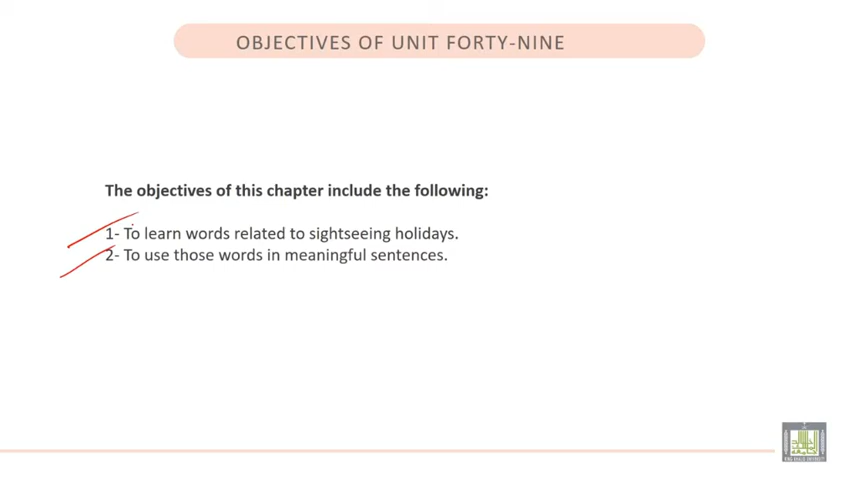 OBJECTIVES OF UNIT FORTY-NINE
The objectives of this chapter include the following:
1- To learn words related to sightseeing holidays.
2- To use those words in meaningful sentences.